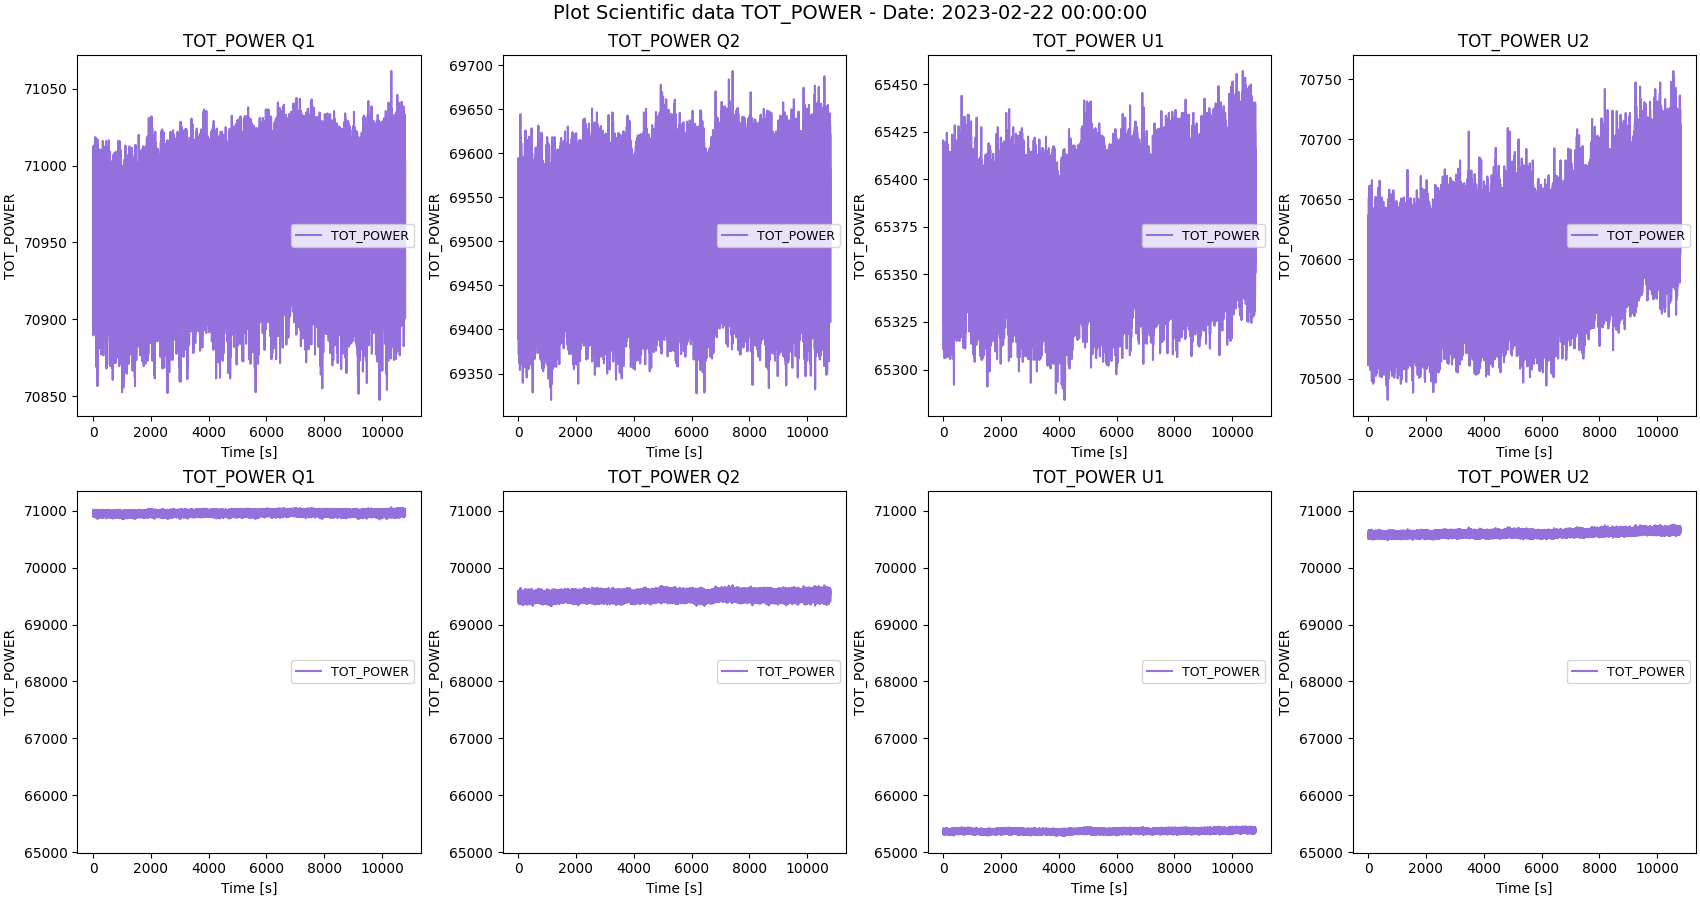 Plot Scientific data TOT_POWER - Date: 2023-02-22 00:00:00
TOT_POWER Q1
TOT_POWER
71050
71000
70950
70900
70850
TOT_POWER
0 2000 4000 6000 8000 10000
Time [s]
TOT_POWER Q2
TOT_POWER
69700
69650
69600
69550
69500
69450
69400
69350
TOT_POWER
0 2000 4000 6000 8000 10000
Time [s]
TOT_POWER U1
TOT_POWER
65450
65425
65400
65375
65350
65325
65300
TOT_POWER
0 2000 4000 6000 8000 10000
Time [s]
TOT_POWER U2
TOT_POWER
70750
70700
70650
70600
70550
70500
TOT_POWER
0 2000 4000 6000 8000 10000
Time [s]
TOT_POWER Q1
TOT_POWER
71000
70000
69000
68000
67000
66000
65000
TOT_POWER
0 2000 4000 6000 8000 10000
Time [s]
TOT_POWER Q2
TOT_POWER
71000
70000
69000
68000
67000
66000
65000
TOT_POWER
0 2000 4000 6000 8000 10000
Time [s]
TOT_POWER U1
TOT_POWER
71000
70000
69000
68000
67000
66000
65000
TOT_POWER
0 2000 4000 6000 8000 10000
Time [s]
TOT_POWER U2
TOT_POWER
71000
70000
69000
68000
67000
66000
65000
TOT_POWER
0 2000 4000 6000 8000 10000
Time [s]